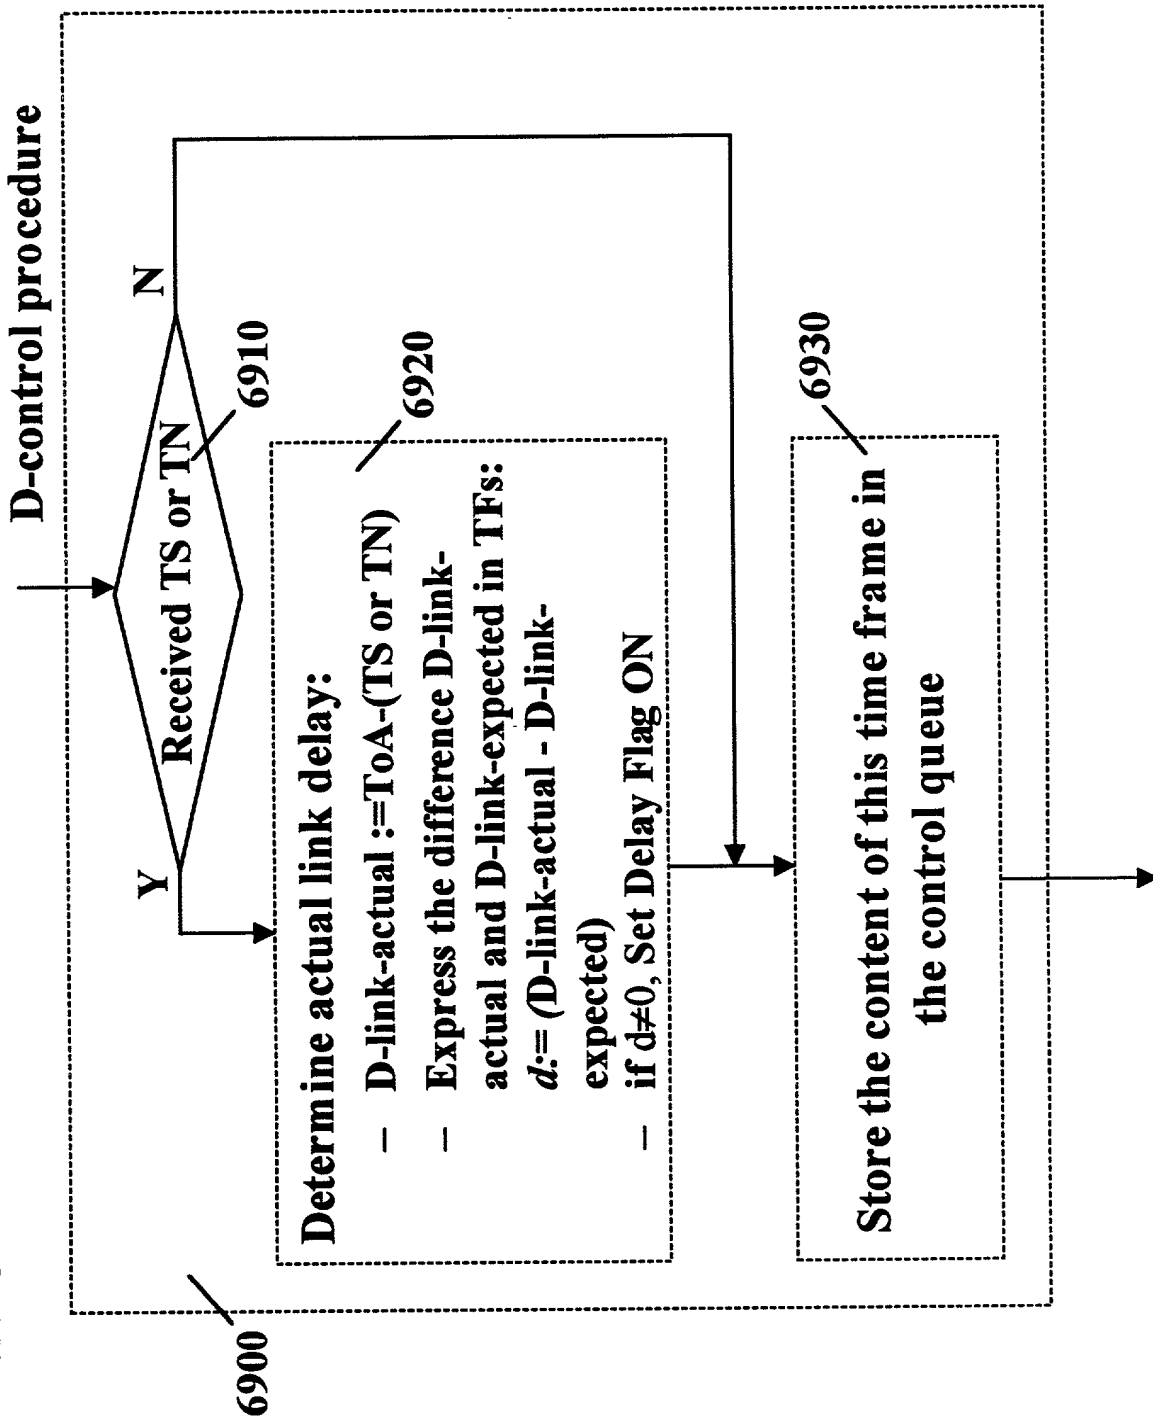 D-control procedure
Received TS or TN
Y
N
6910
6920
Determine actual link delay:
– D-link-actual :=ToA-(TS or TN)
– Express the difference D-link-
actual and D-link-expected in TFs:
d:= (D-link-actual - D-link-
expected)
– if d≠0, Set Delay Flag ON
6930
Store the content of this time frame in
the control queue
6900